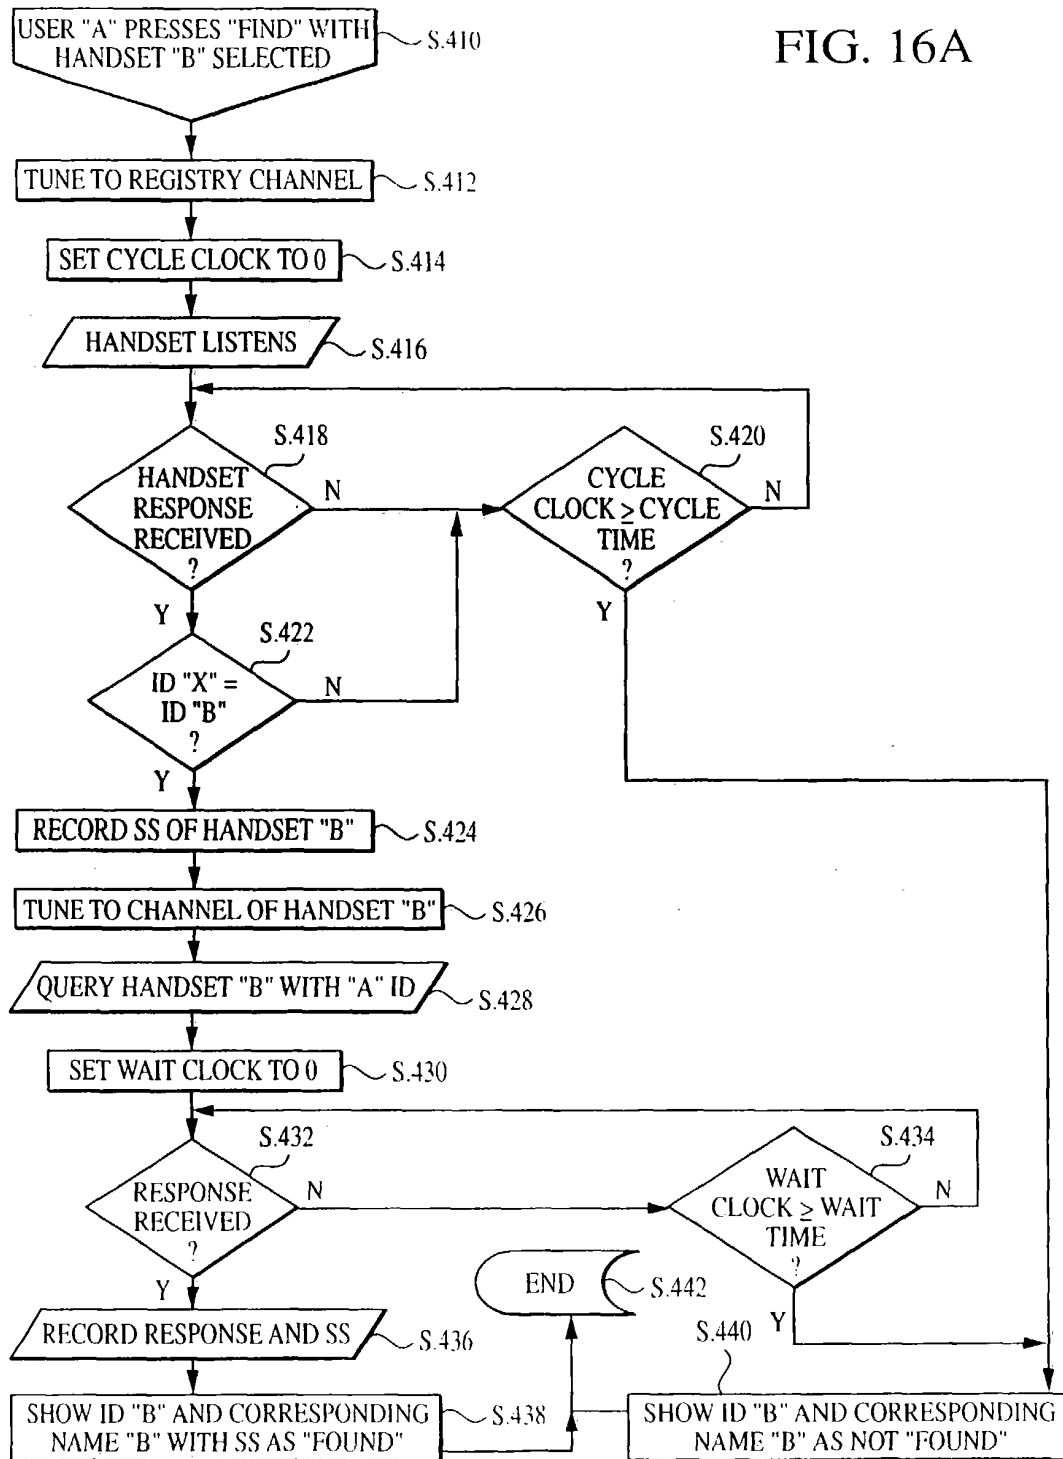 USER "A" PRESSES "FIND" WITH
HANDSET "B" SELECTED
S.410
FIG. 16A
TUNE TO REGISTRY CHANNEL
S.412
SET CYCLE CLOCK TO 0
S.414
HANDSET LISTENS
S.416
S.418
HANDSET
RESPONSE
RECEIVED
?
N
Y
S.420
CYCLE
CLOCK ≥ CYCLE
TIME
?
N
Y
S.422
ID "X" =
ID "B"
?
N
Y
RECORD SS OF HANDSET "B"
S.424
TUNE TO CHANNEL OF HANDSET "B"
S.426
QUERY HANDSET "B" WITH "A" ID
S.428
SET WAIT CLOCK TO 0
S.430
S.432
RESPONSE
RECEIVED
?
N
Y
S.434
WAIT
CLOCK ≥ WAIT
TIME
?
N
Y
END
S.442
RECORD RESPONSE AND SS
S.436
S.440
SHOW ID "B" AND CORRESPONDING
NAME "B" WITH SS AS "FOUND"
S.438
SHOW ID "B" AND CORRESPONDING
NAME "B" AS NOT "FOUND"